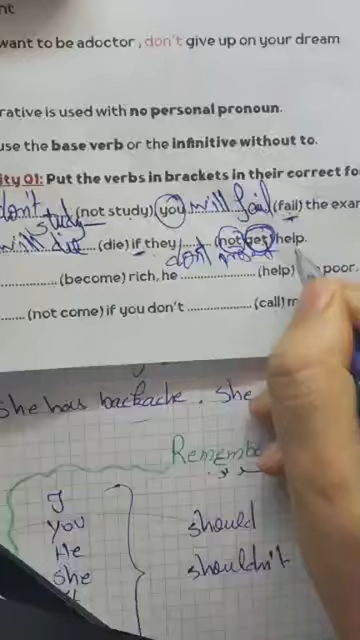 nt
want to be adoctor , don't give up on your dream
rative is used with no personal pronoun.
use the base verb or the infinitive without to.
ity 01: Put the verbs in brackets in their correct fo
don't study (not study) you will fail (fail) the exa
will die (die) if they don't (not get) help.
(become) rich, he (help) poor.
(not come) if you don't (call) m
She has backache . She
Remembe
I
you
He
she
should
shouldn't